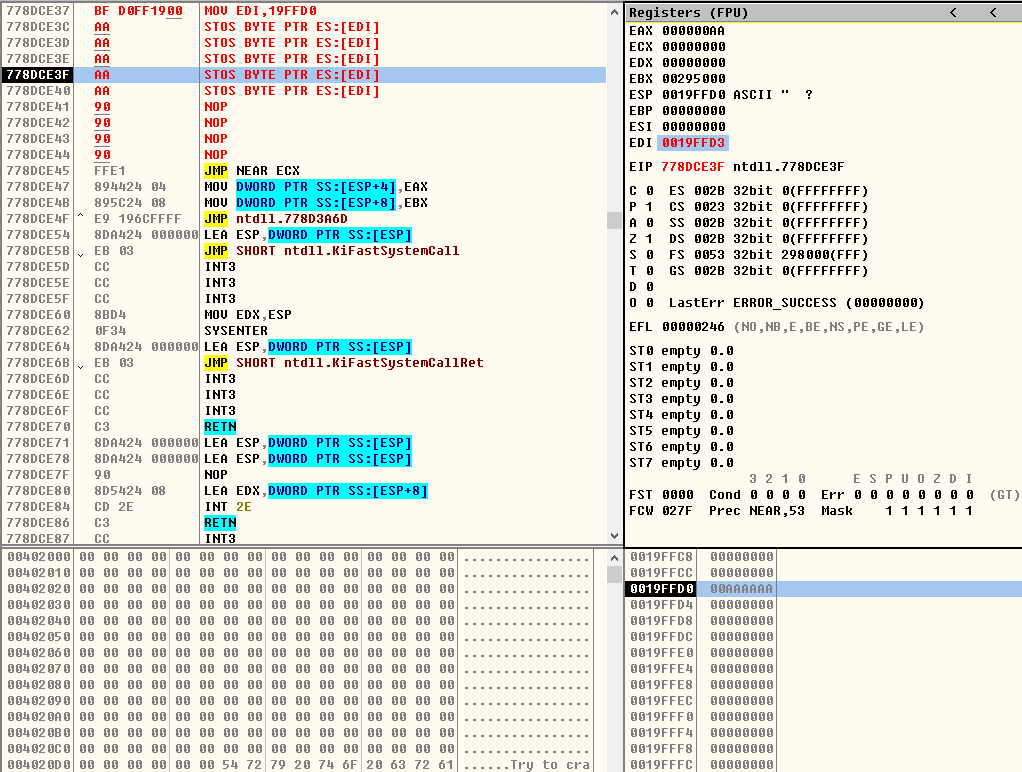 778DCE37 BF D0FF1900 MOV EDI,19FFD0
778DCE3C AA STOS BYTE PTR ES:[EDI]
778DCE3D AA STOS BYTE PTR ES:[EDI]
778DCE3E AA STOS BYTE PTR ES:[EDI]
778DCE3F AA STOS BYTE PTR ES:[EDI]
778DCE40 AA STOS BYTE PTR ES:[EDI]
778DCE41 90 NOP
778DCE42 90 NOP
778DCE43 90 NOP
778DCE44 90 NOP
778DCE45 FFE1 JMP NEAR ECX
778DCE47 894424 04 MOV DWORD PTR SS:[ESP+4],EAX
778DCE4B 895C24 08 MOV DWORD PTR SS:[ESP+8],EBX
778DCE4F ^ E9 196CFFFF JMP ntdll.778D3A6D
778DCE54 8DA424 000000 LEA ESP,DWORD PTR SS:[ESP]
778DCE5B EB 03 JMP SHORT ntdll.KiFastSystemCall
778DCE5D CC INT3
778DCE5E CC INT3
778DCE5F CC INT3
778DCE60 8BD4 MOV EDX,ESP
778DCE62 0F34 SYSENTER
778DCE64 8DA424 000000 LEA ESP,DWORD PTR SS:[ESP]
778DCE6B EB 03 JMP SHORT ntdll.KiFastSystemCallRet
778DCE6D CC INT3
778DCE6E CC INT3
778DCE6F CC INT3
778DCE70 C3 RETN
778DCE71 8DA424 000000 LEA ESP,DWORD PTR SS:[ESP]
778DCE78 8DA424 000000 LEA ESP,DWORD PTR SS:[ESP]
778DCE7F 90 NOP
778DCE80 8D5424 08 LEA EDX,DWORD PTR SS:[ESP+8]
778DCE84 CD 2E INT 2E
778DCE86 C3 RETN
778DCE87 CC INT3
Registers (FPU) < <
EAX 000000AA
ECX 00000000
EDX 00000000
EBX 00295000
ESP 0019FFD0 ASCII " ?
EBP 00000000
ESI 00000000
EDI 0019FFD3
EIP 778DCE3F ntdll.778DCE3F
C 0 ES 002B 32bit 0(FFFFFFFF)
P 1 CS 0023 32bit 0(FFFFFFFF)
A 0 SS 002B 32bit 0(FFFFFFFF)
Z 1 DS 002B 32bit 0(FFFFFFFF)
S 0 FS 0053 32bit 298000(FFF)
T 0 GS 002B 32bit 0(FFFFFFFF)
D 0
O 0 LastErr ERROR_SUCCESS (00000000)
EFL 00000246 (NO,NB,E,BE,NS,PE,GE,LE)
ST0 empty 0.0
ST1 empty 0.0
ST2 empty 0.0
ST3 empty 0.0
ST4 empty 0.0
ST5 empty 0.0
ST6 empty 0.0
ST7 empty 0.0
3 2 1 0 E S P U O Z D I
FST 0000 Cond 0 0 0 0 Err 0 0 0 0 0 0 0 0 (GT)
FCW 027F Prec NEAR,53 Mask 1 1 1 1 1 1
00402000 00 00 00 00 00 00 00 00 00 00 00 00 00 00 00 00 ................
00402010 00 00 00 00 00 00 00 00 00 00 00 00 00 00 00 00 ................
00402020 00 00 00 00 00 00 00 00 00 00 00 00 00 00 00 00 ................
00402030 00 00 00 00 00 00 00 00 00 00 00 00 00 00 00 00 ................
00402040 00 00 00 00 00 00 00 00 00 00 00 00 00 00 00 00 ................
00402050 00 00 00 00 00 00 00 00 00 00 00 00 00 00 00 00 ................
00402060 00 00 00 00 00 00 00 00 00 00 00 00 00 00 00 00 ................
00402070 00 00 00 00 00 00 00 00 00 00 00 00 00 00 00 00 ................
00402080 00 00 00 00 00 00 00 00 00 00 00 00 00 00 00 00 ................
00402090 00 00 00 00 00 00 00 00 00 00 00 00 00 00 00 00 ................
004020A0 00 00 00 00 00 00 00 00 00 00 00 00 00 00 00 00 ................
004020B0 00 00 00 00 00 00 00 00 00 00 00 00 00 00 00 00 ................
004020C0 00 00 00 00 00 00 00 00 00 00 00 00 00 00 00 00 ................
004020D0 00 00 00 00 00 00 54 72 79 20 74 6F 20 63 72 61 ......Try to cra
0019FFC8 00000000
0019FFCC 00000000
0019FFD0 00AAAAAA
0019FFD4 00000000
0019FFD8 00000000
0019FFDC 00000000
0019FFE0 00000000
0019FFE4 00000000
0019FFE8 00000000
0019FFEC 00000000
0019FFF0 00000000
0019FFF4 00000000
0019FFF8 00000000
0019FFFC 00000000